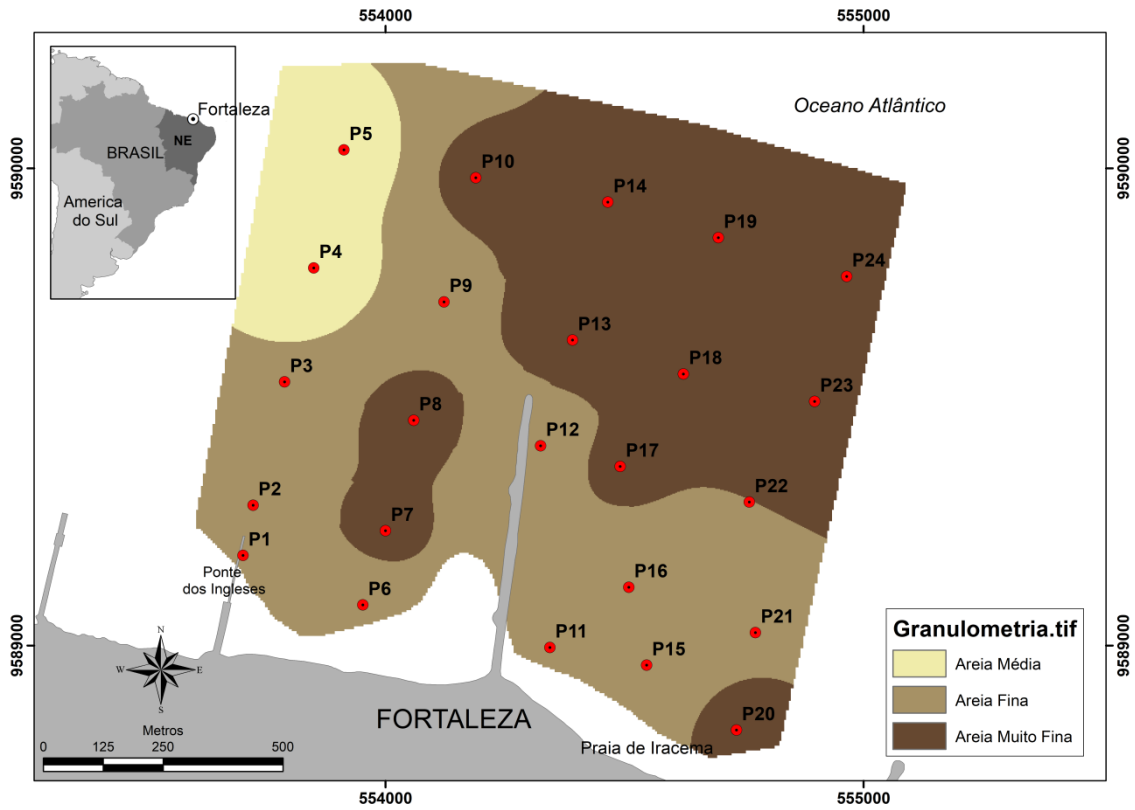 554000
555000
Fortaleza
NE
BRASIL
America
do Sul
Oceano Atlântico
9590000
9590000
P5
P10
P14
P19
P4
P24
P9
P13
P3
P18
P23
P8
P12
P17
P2
P22
P1
P7
Ponte
dos Ingleses
P16
P6
P21
P11
P15
9589000
9589000
N
W
E
S
Granulometria.tif
Areia Média
Areia Fina
Areia Muito Fina
Metros
0
125
250
500
FORTALEZA
P20
Praia de Iracema
554000
555000